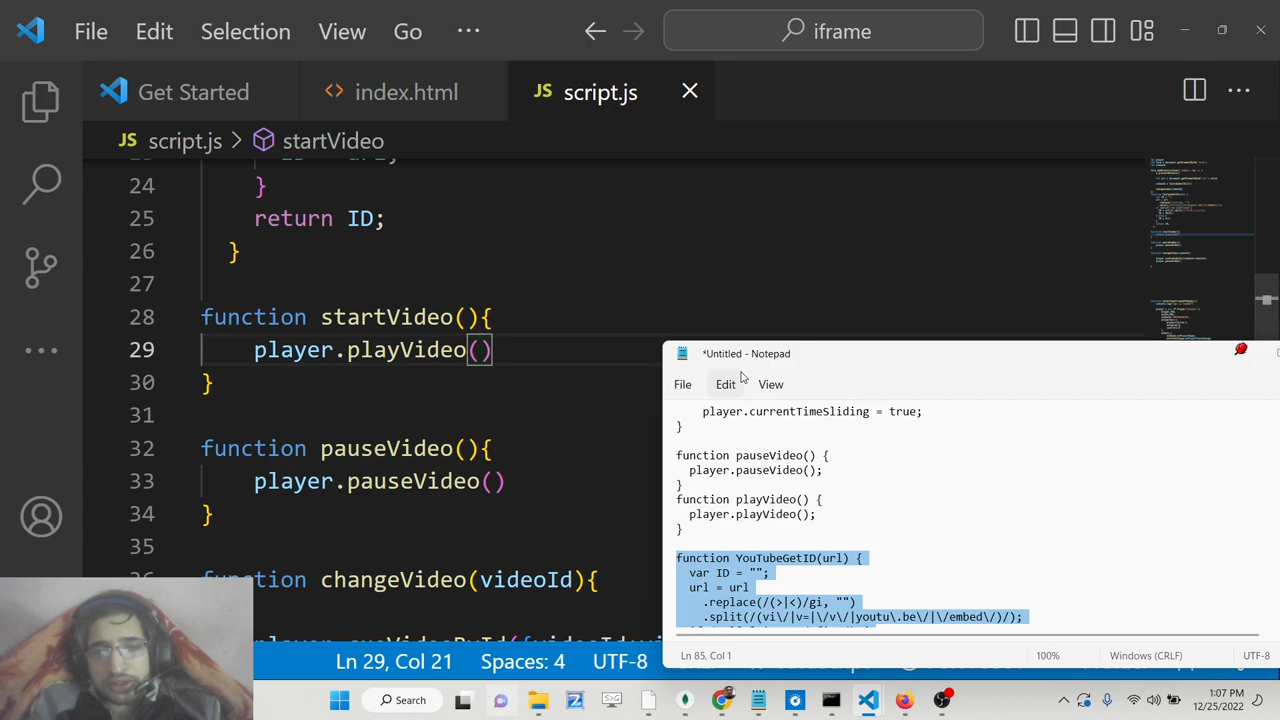 File Edit Selection View Go ··· iframe
Get Started index.html JS script.js
JS script.js > startVideo
24 }
25 return ID;
26 }
27
28 function startVideo(){
29 player.playVideo()
30 }
31
32 function pauseVideo(){
33 player.pauseVideo()
34 }
35
function changeVideo(videoId){
Ln 29, Col 21 Spaces: 4 UTF-8
*Untitled - Notepad
File Edit View
player.currentTimeSliding = true;
}
function pauseVideo() {
player.pauseVideo();
}
function playVideo() {
player.playVideo();
}
function YouTubeGetID(url) {
var ID = "";
url = url
.replace(/(>|<)/gi, "")
.split(/(vi\/|v=|\/v\/|youtu\.be\/|\/embed\/)/);
Ln 85, Col 1 100% Windows (CRLF) UTF-8
Search
1:07 PM
12/25/2022